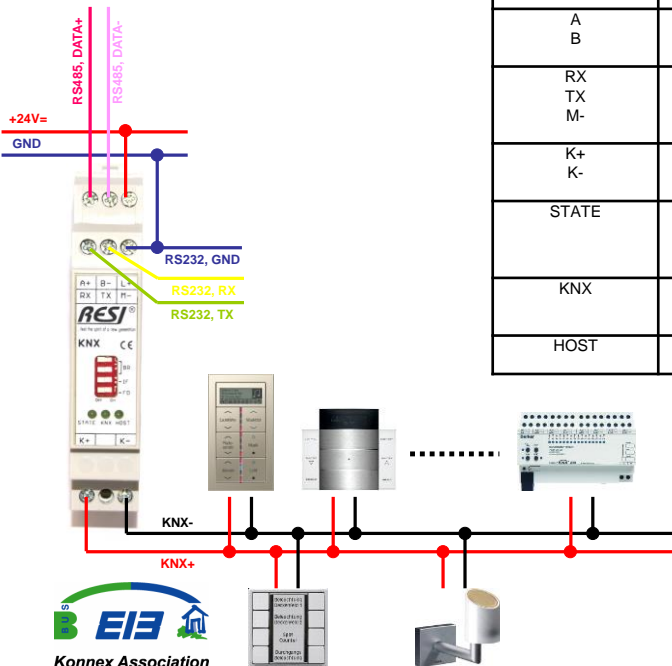 RS485, DATA+
RS485, DATA-
+24V=
GND
RS232, GND
RS232, RX
RS232, TX
A+ B- L+
RX TX M-
RESI®
KNX CE
STATE KNX HOST
K+ K-
KNX-
KNX+
BUS
EIB
Konnex Association
A
B
RX
TX
M-
K+
K-
STATE
KNX
HOST